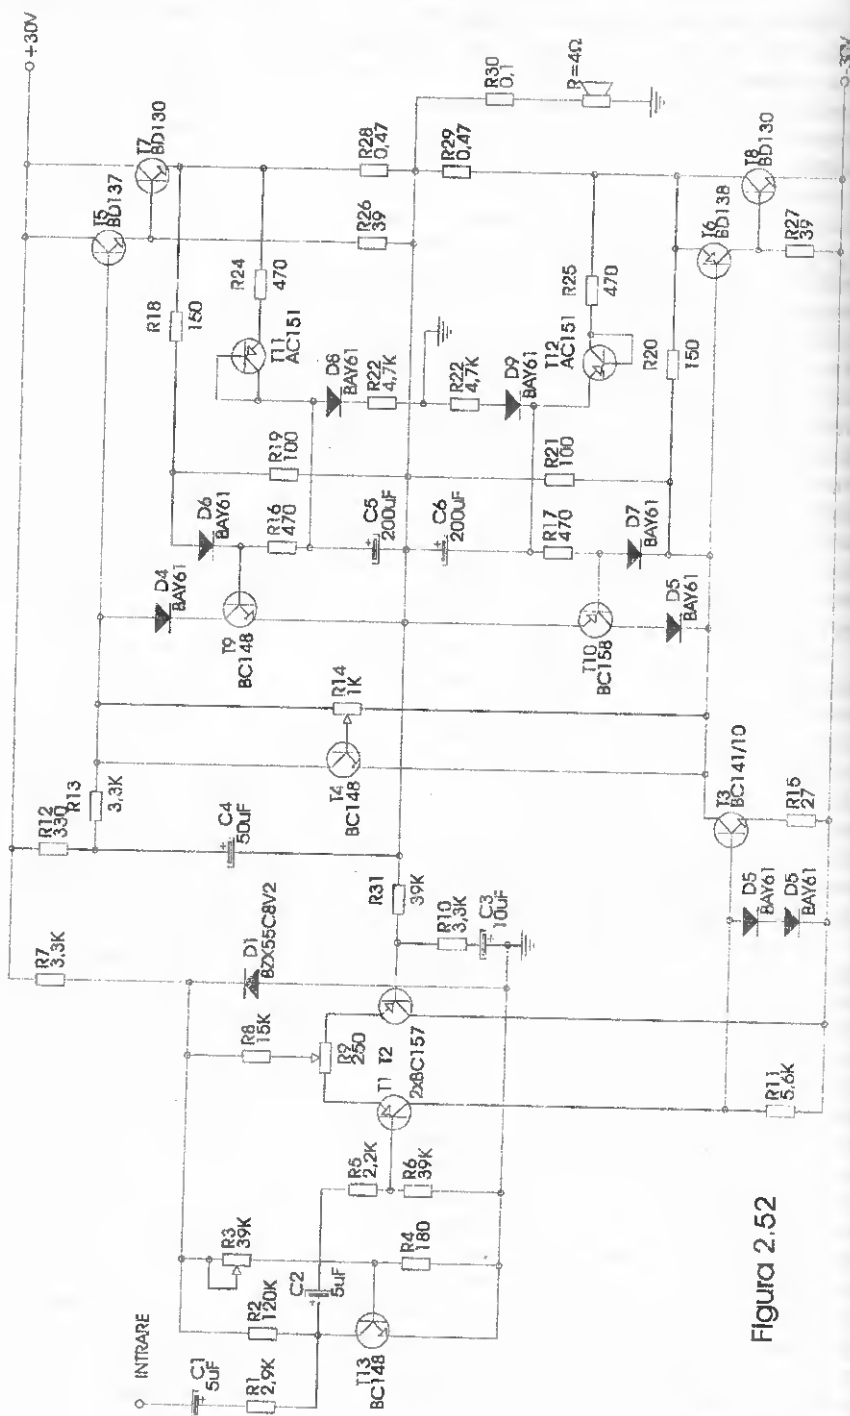 INTRARE
C1
5uF
R1
2,9K
R2
120K
R3
39K
C2
5uF
T13
BC148
R4
180
R5
2,2K
R6
39K
T1
T2
2xBC157
R7
3,3K
R8
15K
R9
250
D1
BZX55C8V2
R10
3,3K
C3
10uF
R31
39K
R11
5,6K
R12
330
R13
3,3K
C4
50uF
T4
BC148
R14
1K
T3
BC141/10
R15
27
D5
BAY61
D5
BAY61
D4
BAY61
T9
BC148
D6
BAY61
R16
470
R19
100
C5
200uF
C6
200uF
R17
470
R21
100
T10
BC158
D7
BAY61
D5
BAY61
R18
150
T11
AC151
R24
470
D8
BAY61
R22
4,7K
R22
4,7K
D9
BAY61
T12
AC151
R25
470
R20
150
T5
BD137
T7
BD130
R26
39
R28
0,47
R29
0,47
R30
0,1
R=4Ω
T6
BD138
T8
BD130
R27
39
+30V
-30V
Figura 2.52